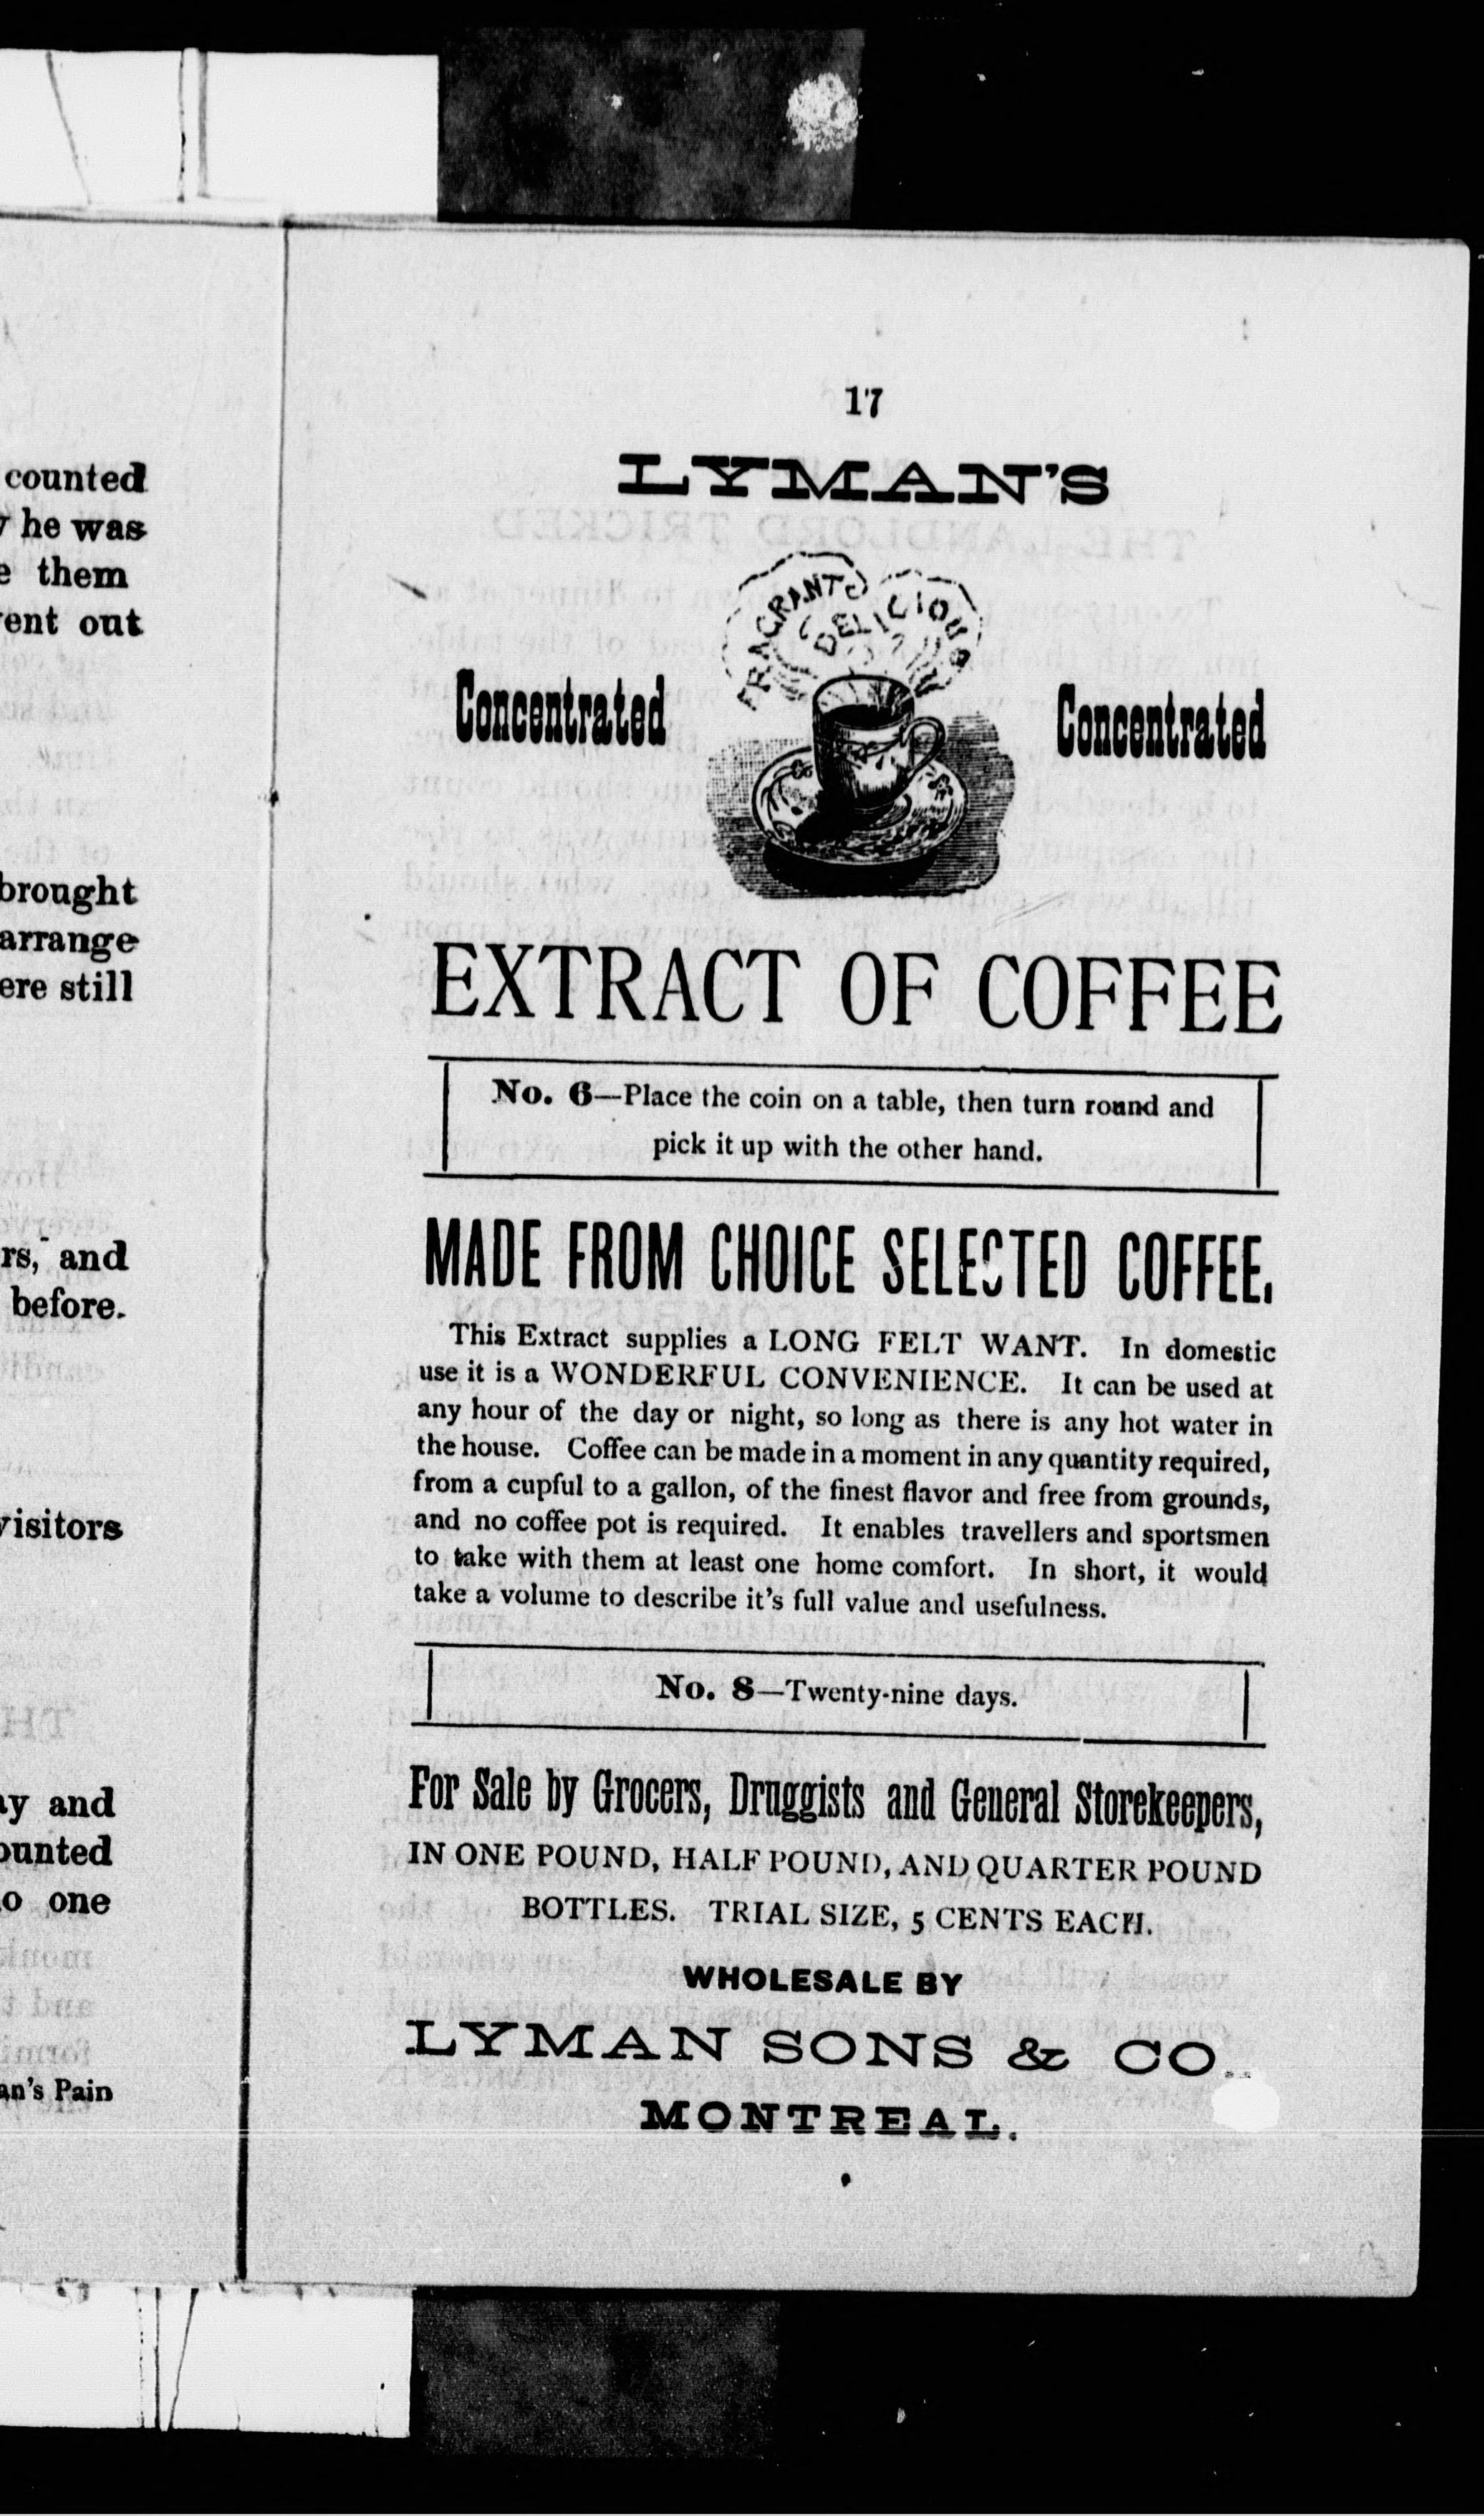 counted
he was
them
out
brought
arrange
still
and
before.
visitors
and
one
Pain
17
LYMAN'S
FRAGRANT
DELICIOUS
Concentrated
Concentrated
EXTRACT OF COFFEE
No. 6—Place the coin on a table, then turn round and
pick it up with the other hand.
MADE FROM CHOICE SELECTED COFFEE.
This Extract supplies a LONG FELT WANT. In domestic
use it is a WONDERFUL CONVENIENCE. It can be used at
any hour of the day or night, so long as there is any hot water in
the house. Coffee can be made in a moment in any quantity required,
from a cupful to a gallon, of the finest flavor and free from grounds,
and no coffee pot is required. It enables travellers and sportsmen
to take with them at least one home comfort. In short, it would
take a volume to describe it's full value and usefulness.
No. 8—Twenty-nine days.
For Sale by Grocers, Druggists and General Storekeepers,
IN ONE POUND, HALF POUND, AND QUARTER POUND
BOTTLES. TRIAL SIZE, 5 CENTS EACH.
WHOLESALE BY
LYMAN SONS & CO.
MONTREAL.